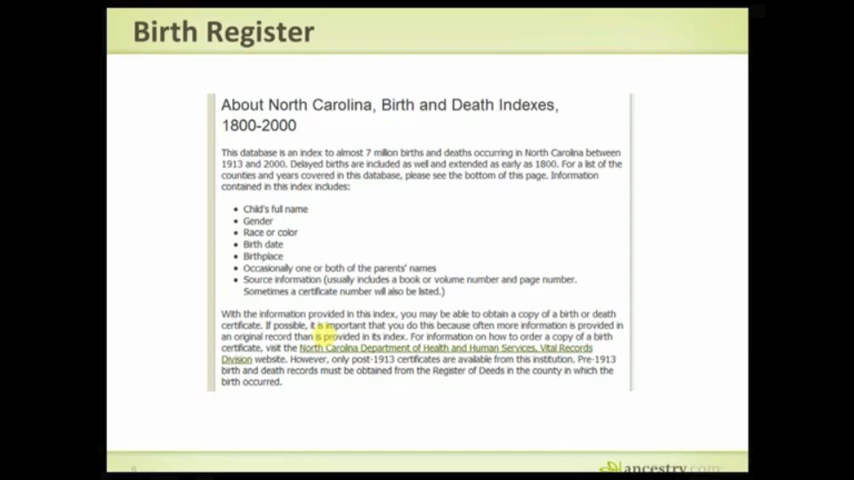 Birth Register
About North Carolina, Birth and Death Indexes,
1800-2000
This database is an index to almost 7 million births and deaths occurring in North Carolina between
1913 and 2000. Delayed births are included as well and extended as early as 1800. For a list of the
counties and years covered in this database, please see the bottom of this page. Information
contained in this index includes:
• Child's full name
• Gender
• Race or color
• Birth date
• Birthplace
• Occasionally one or both of the parents' names
• Source information (usually includes a book or volume number and page number.
Sometimes a certificate number will also be listed.)
With the information provided in this index, you may be able to obtain a copy of a birth or death
certificate. If possible, it is important that you do this because often more information is provided in
an original record than is provided in its index. For information on how to order a copy of a birth
certificate, visit the North Carolina Department of Health and Human Services, Vital Records
Division website. However, only post-1913 certificates are available from this institution. Pre-1913
birth and death records must be obtained from the Register of Deeds in the county in which the
birth occurred.
ancestry.com